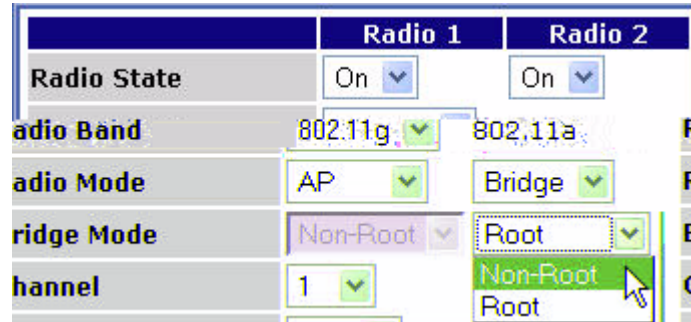 Radio 1 Radio 2
Radio State On On
adio Band 802.11g 802.11a
adio Mode AP Bridge
ridge Mode Non-Root Root
Non-Root
hannel 1
Root